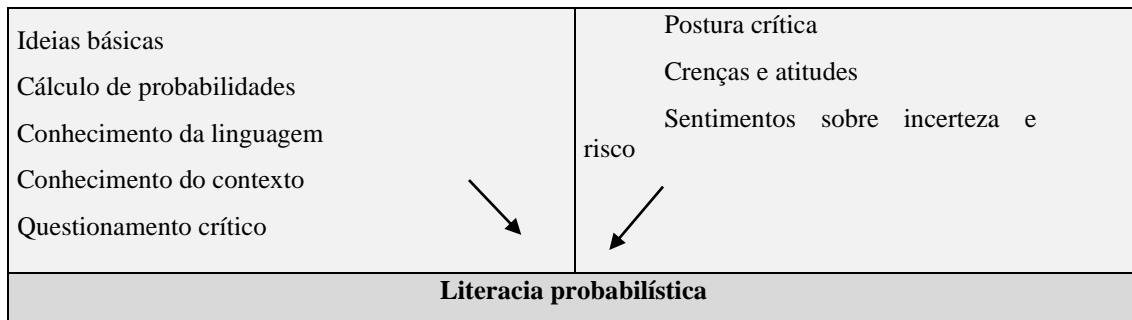 Ideias básicas
Cálculo de probabilidades
Conhecimento da linguagem
Conhecimento do contexto
Questionamento crítico
Postura crítica
Crenças e atitudes
Sentimentos sobre incerteza e
risco
Literacia probabilística